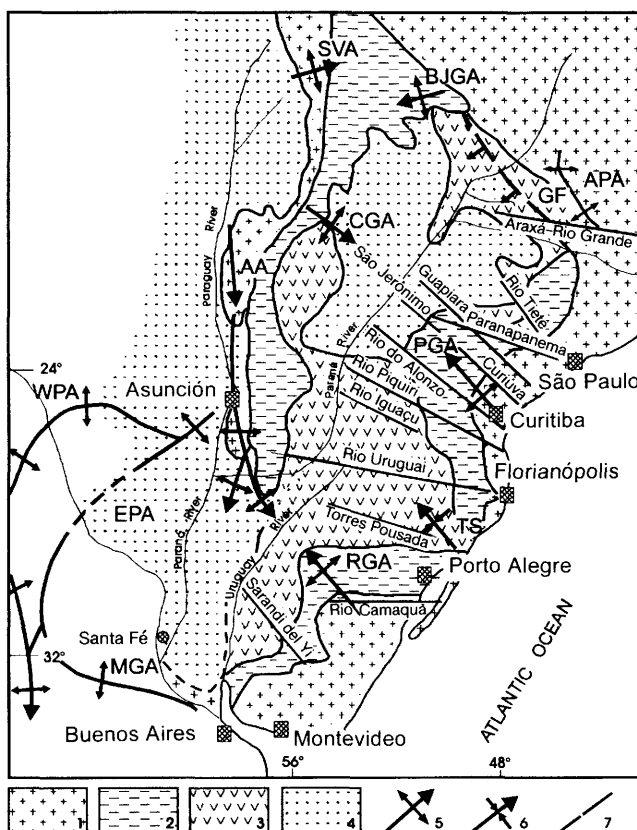 SVA
BJGA
APA
GF
Araxá-Rio Grande
CGA
River
Paraguay
AA
São Jerônimo
Guapiara
Paranapanema
Rio Tieté
Curiúva
PGA
Rio do Alonzo
Rio Piquiri
Rio Iguaçu
River
Paraná
24°
WPA
Asunción
São Paulo
Curitiba
Rio Uruguai
Florianópolis
EPA
Paraná River
Uruguay River
Torres Pousada
TS
RGA
Porto Alegre
Sarandi del Yi
Rio Camaquá
Santa Fé
32°
MGA
ATLANTIC OCEAN
Buenos Aires
Montevideo
56°
48°
1 2 3 4 5 6 7